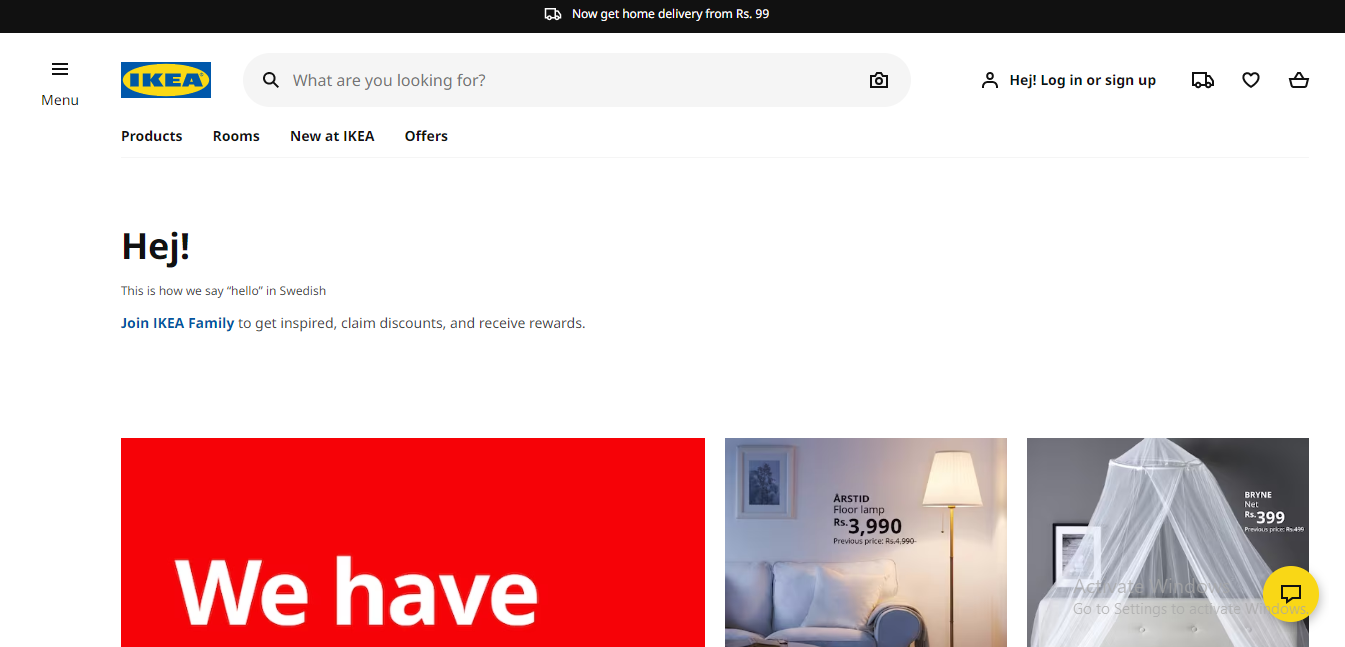 Now get home delivery from Rs. 99
Menu
IKEA
What are you looking for?
Hej! Log in or sign up
Products
Rooms
New at IKEA
Offers
Hej!
This is how we say “hello” in Swedish
Join IKEA Family to get inspired, claim discounts, and receive rewards.
We have
ÅRSTID
Floor lamp
Rs.3,990
Previous price: Rs.4,990
BRYNE
Net
Rs.399
Previous price: Rs.499
Activate Windows
Go to Settings to activate Windows.